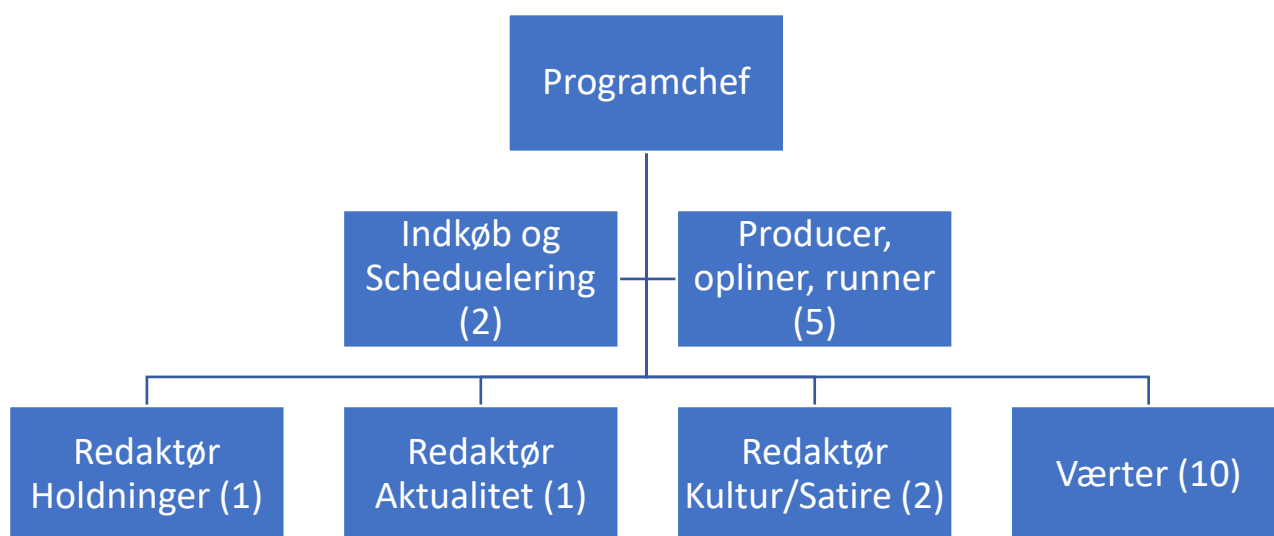 Programchef
Indkøb og
Scheduelering
(2)
Producer,
opliner, runner
(5)
Redaktør
Holdninger (1)
Redaktør
Aktualitet (1)
Redaktør
Kultur/Satire (2)
Værter (10)